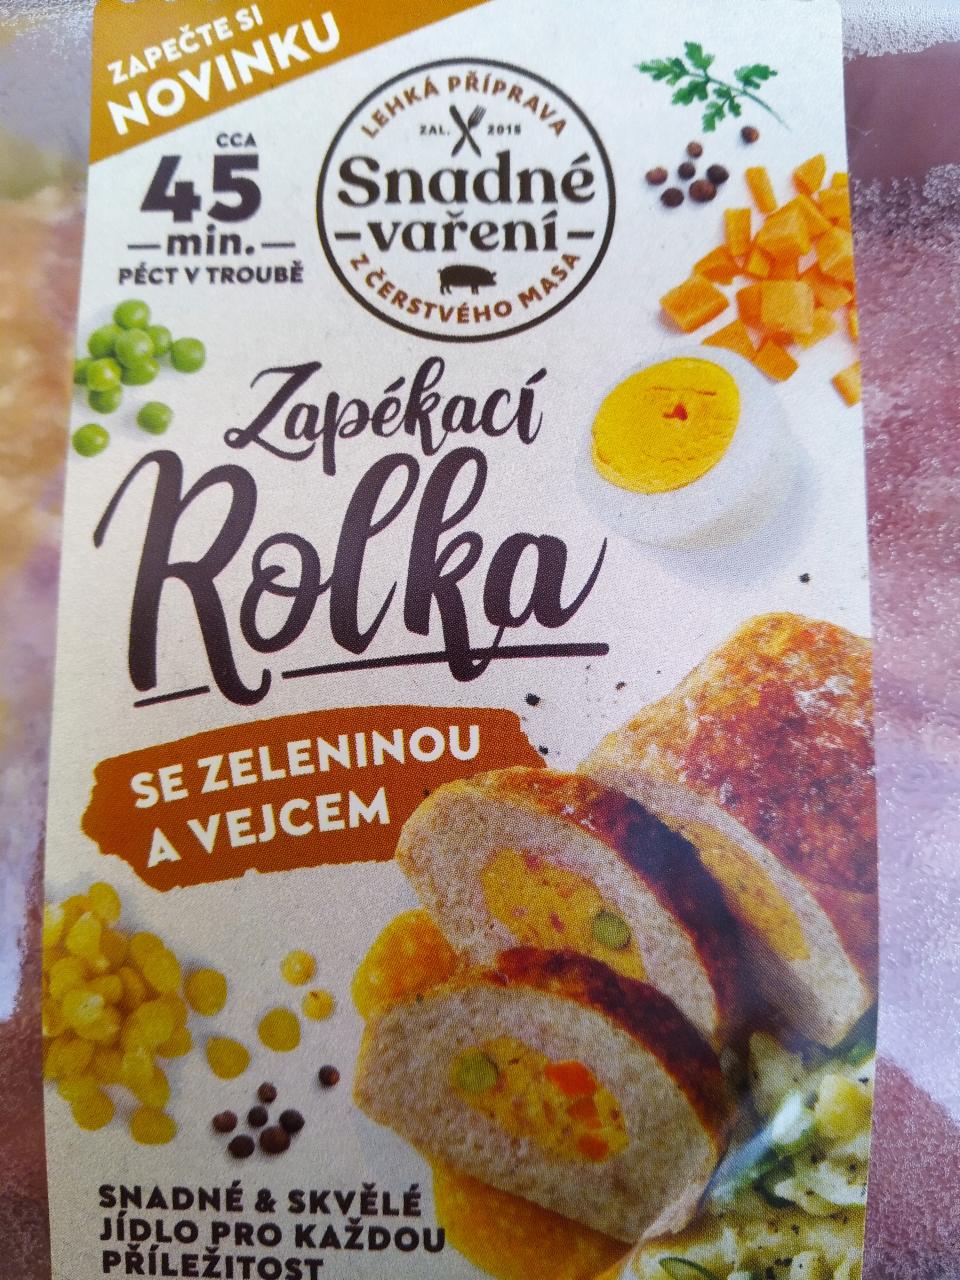 ZAPEČTE SI
NOVINKU
CCA
45
min.
PÉCT V TROUBĚ
LEHKÁ PŘÍPRAVA
ZAL. 2015
Snadné
vaření
Z ČERSTVÉHO MASA
Zapékací
Rolka
SE ZELENINOU
A VEJCEM
SNADNÉ & SKVĚLÉ
JÍDLO PRO KAŽDOU
PŘÍLEŽITOST